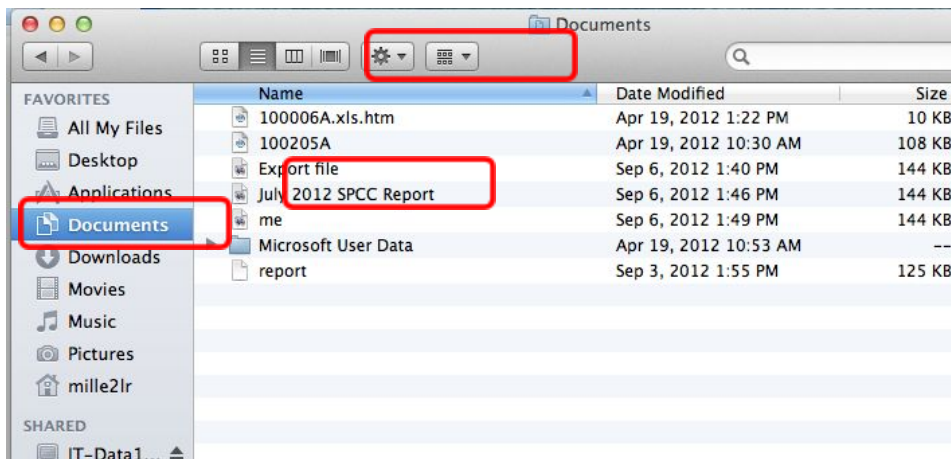 Documents
FAVORITES
All My Files
Desktop
Applications
Documents
Downloads
Movies
Music
Pictures
mille2lr
SHARED
IT-Data1...
Name Date Modified Size
100006A.xls.htm Apr 19, 2012 1:22 PM 10 KB
100205A Apr 19, 2012 10:30 AM 108 KB
Export file Sep 6, 2012 1:40 PM 144 KB
July 2012 SPCC Report Sep 6, 2012 1:46 PM 144 KB
me Sep 6, 2012 1:49 PM 144 KB
Microsoft User Data Apr 19, 2012 10:53 AM --
report Sep 3, 2012 1:55 PM 125 KB